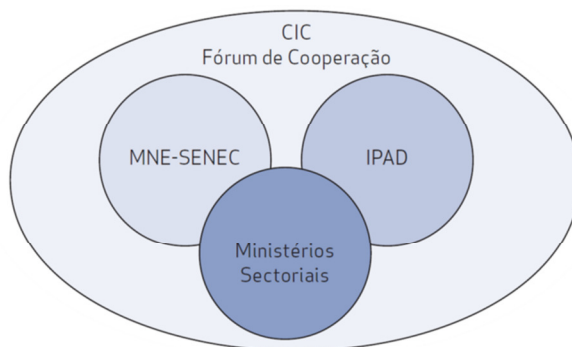 CIC
Fórum de Cooperação
MNE-SENEC
IPAD
Ministérios
Sectoriais